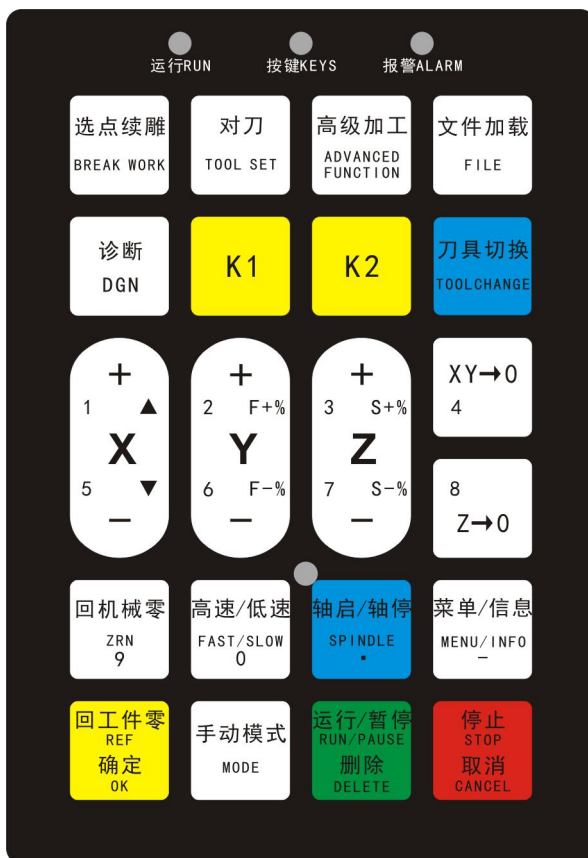 运行RUN 按键KEYS 报警ALARM
选点续雕
BREAK WORK
对刀
TOOL SET
高级加工
ADVANCED
FUNCTION
文件加载
FILE
诊断
DGN
K1
K2
刀具切换
TOOLCHANGE
+
1 ▲
X
5 ▼
−
+
2 F+%
Y
6 F−%
−
+
3 S+%
Z
7 S−%
−
XY→0
4
8
Z→0
回机械零
ZRN
9
高速/低速
FAST/SLOW
0
轴启/轴停
SPINDLE
.
菜单/信息
MENU/INFO
−
回工件零
REF
确定
OK
手动模式
MODE
运行/暂停
RUN/PAUSE
删除
DELETE
停止
STOP
取消
CANCEL